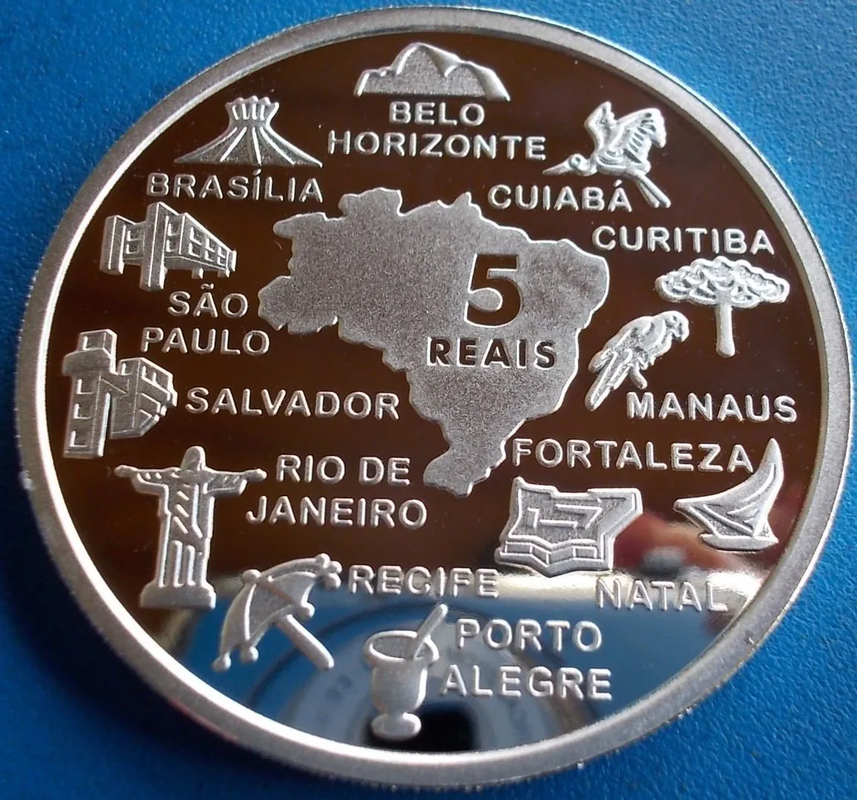 BELO
HORIZONTE
BRASÍLIA
CUIABÁ
CURITIBA
SÃO
PAULO
5
REAIS
SALVADOR
MANAUS
FORTALEZA
RIO DE
JANEIRO
RECIFE
NATAL
PORTO
ALEGRE